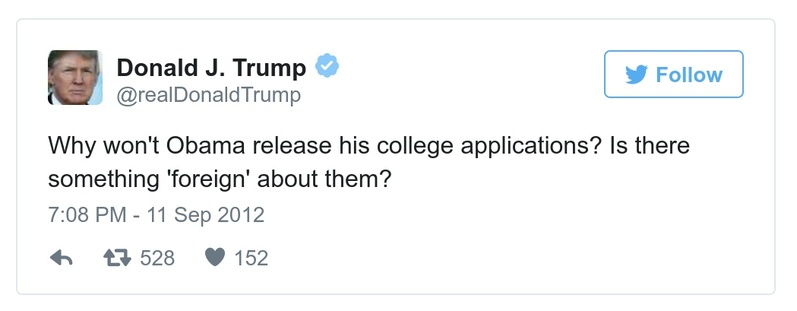 Donald J. Trump
@realDonaldTrump
Follow
Why won't Obama release his college applications? Is there
something 'foreign' about them?
7:08 PM - 11 Sep 2012
528 152